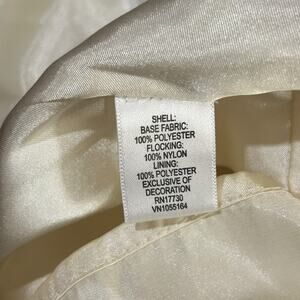 SHELL:
BASE FABRIC:
100% POLYESTER
FLOCKING:
100% NYLON
LINING:
100% POLYESTER
EXCLUSIVE OF
DECORATION
RN17730
VN1055164